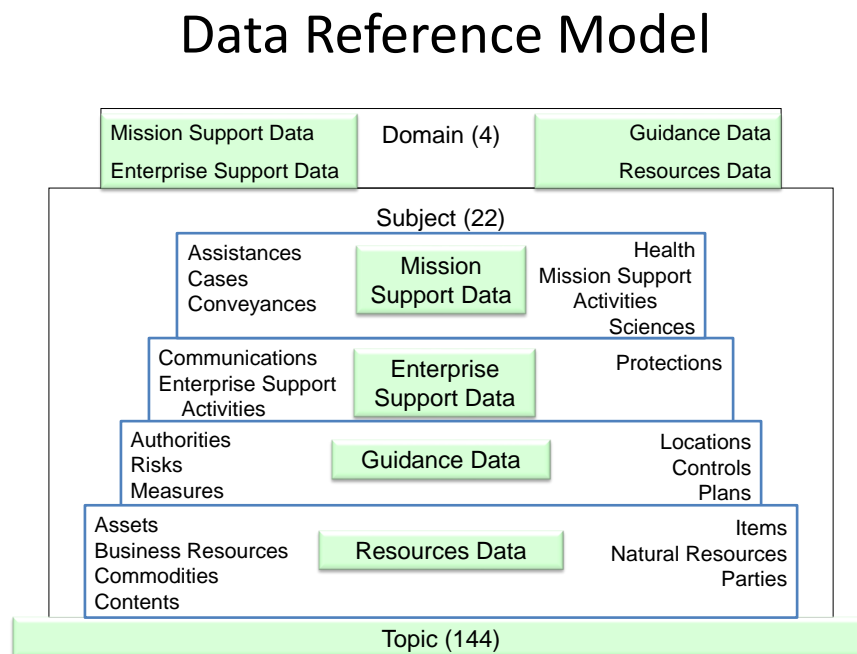 Data Reference Model
Mission Support Data
Enterprise Support Data
Domain (4)
Guidance Data
Resources Data
Subject (22)
Assistances
Cases
Conveyances
Mission
Support Data
Health
Mission Support
Activities
Sciences
Communications
Enterprise Support
Activities
Enterprise
Support Data
Protections
Authorities
Risks
Measures
Guidance Data
Locations
Controls
Plans
Assets
Business Resources
Commodities
Contents
Resources Data
Items
Natural Resources
Parties
Topic (144)